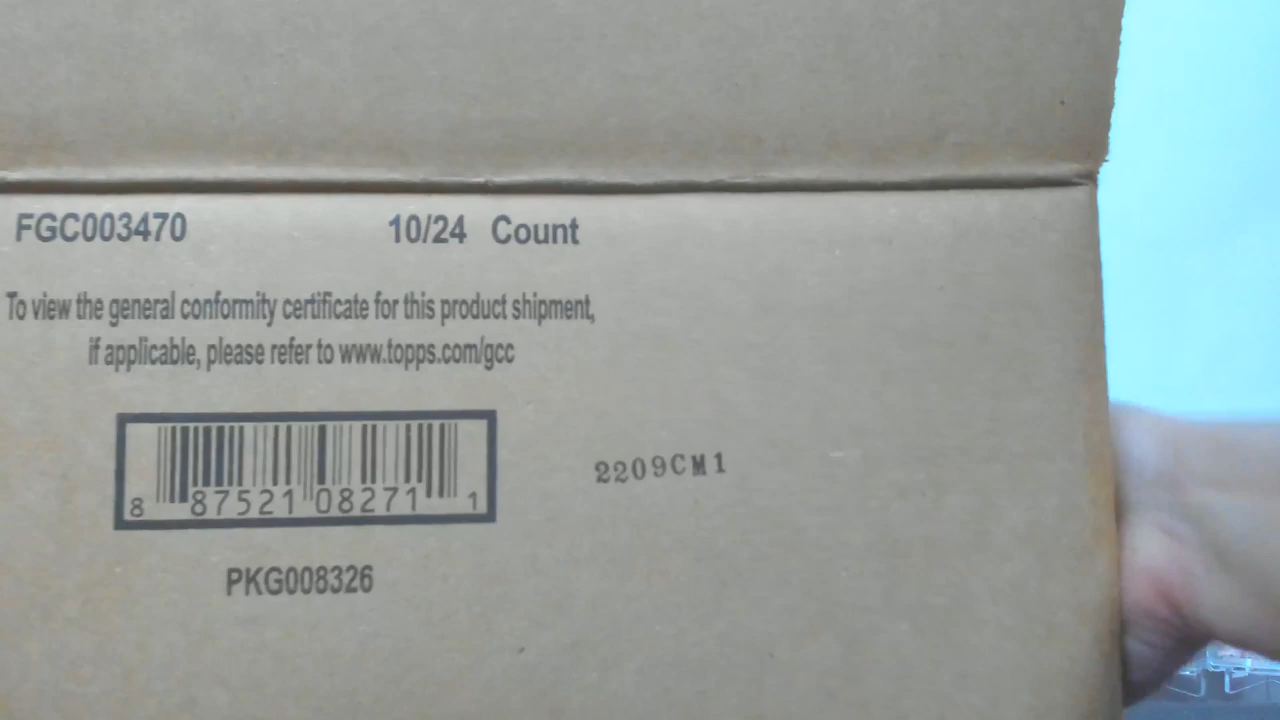 FGC003470 10/24 Count
To view the general conformity certificate for this product shipment,
if applicable, please refer to www.topps.com/gcc
8 87521 08271 1
2209CM1
PKG008326